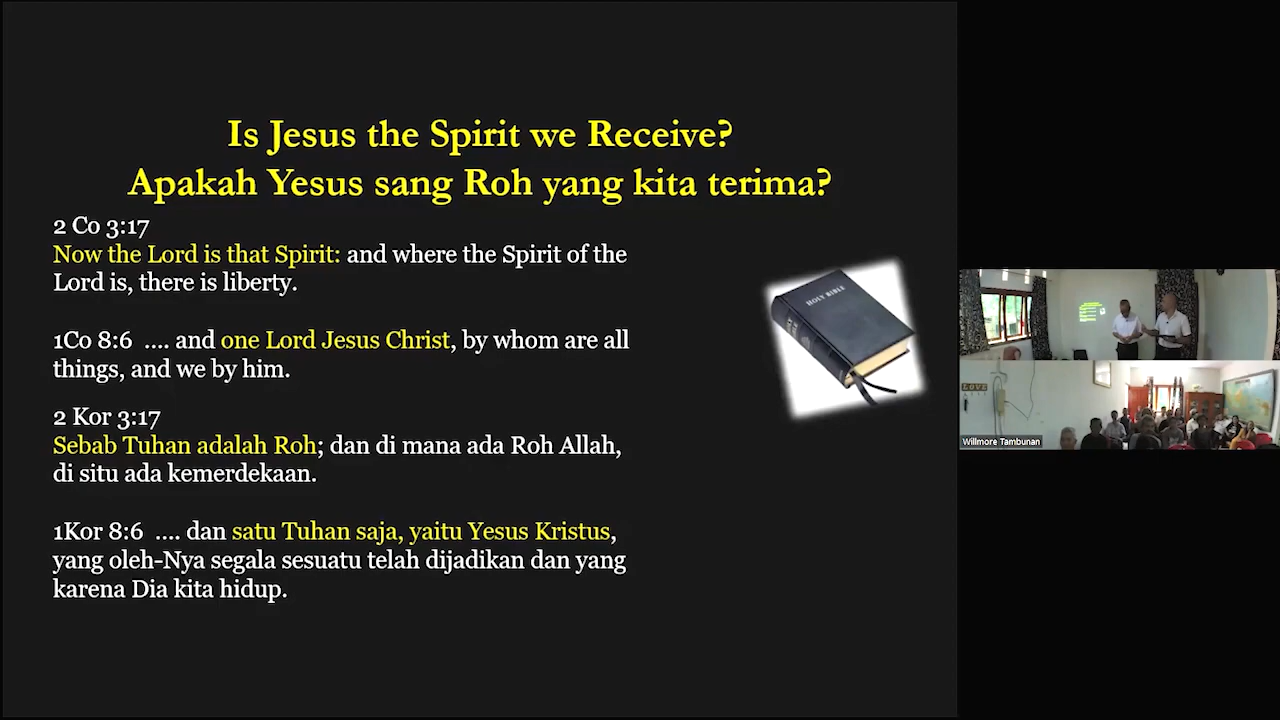 Is Jesus the Spirit we Receive?
Apakah Yesus sang Roh yang kita terima?
2 Co 3:17
Now the Lord is that Spirit: and where the Spirit of the
Lord is, there is liberty.
1Co 8:6 .... and one Lord Jesus Christ, by whom are all
things, and we by him.
2 Kor 3:17
Sebab Tuhan adalah Roh; dan di mana ada Roh Allah,
di situ ada kemerdekaan.
1Kor 8:6 .... dan satu Tuhan saja, yaitu Yesus Kristus,
yang oleh-Nya segala sesuatu telah dijadikan dan yang
karena Dia kita hidup.
HOLY BIBLE
LOVE
Willmore Tambunan